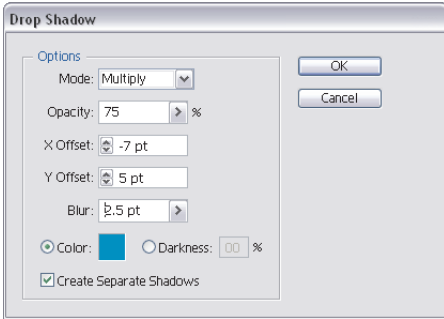 Drop Shadow
Options
Mode: Multiply
OK
Cancel
Opacity: 75 %
X Offset: -7 pt
Y Offset: 5 pt
Blur: 2.5 pt
Color: Darkness: 00 %
Create Separate Shadows